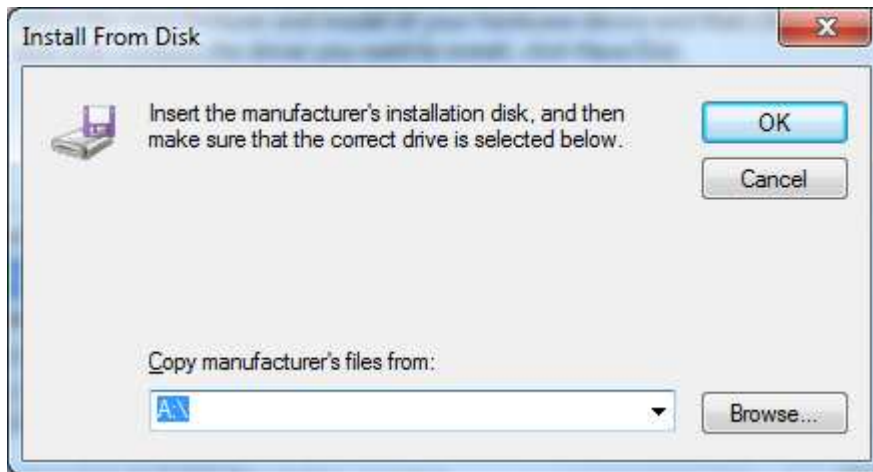 Install From Disk
Insert the manufacturer's installation disk, and then
make sure that the correct drive is selected below.
OK
Cancel
Copy manufacturer's files from:
A:\
Browse...